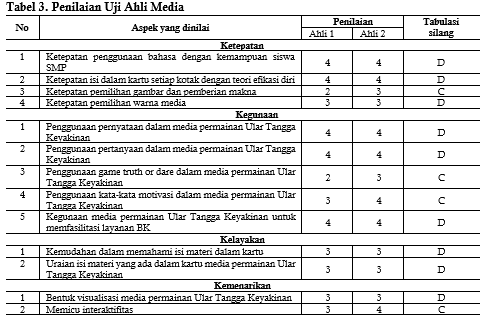 Tabel 3. Penilaian Uji Ahli Media
No Aspek yang dinilai Penilaian Tabulasi silang
Ahli 1 Ahli 2
Ketepatan
1 Ketepatan penggunaan bahasa dengan kemampuan siswa SMP 4 4 D
2 Ketepatan isi dalam kartu setiap kotak dengan teori efikasi diri 4 4 D
3 Ketepatan pemilihan gambar dan pemberian makna 2 3 C
4 Ketepatan pemilihan warna media 3 3 D
Kegunaan
1 Penggunaan pernyataan dalam media permainan Ular Tangga Keyakinan 4 4 D
2 Penggunaan pertanyaan dalam media permainan Ular Tangga Keyakinan 4 4 D
3 Penggunaan game truth or dare dalam media permainan Ular Tangga Keyakinan 2 3 C
4 Penggunaan kata-kata motivasi dalam media permainan Ular Tangga Keyakinan 3 4 C
5 Kegunaan media permainan Ular Tangga Keyakinan untuk memfasilitasi layanan BK 4 4 D
Kelayakan
1 Kemudahan dalam memahami isi materi dalam kartu 3 3 D
2 Uraian isi materi yang ada dalam kartu media permainan Ular Tangga Keyakinan 3 3 D
Kemenarikan
1 Bentuk visualisasi media permainan Ular Tangga Keyakinan 3 3 D
2 Memicu interaktifitas 3 4 C